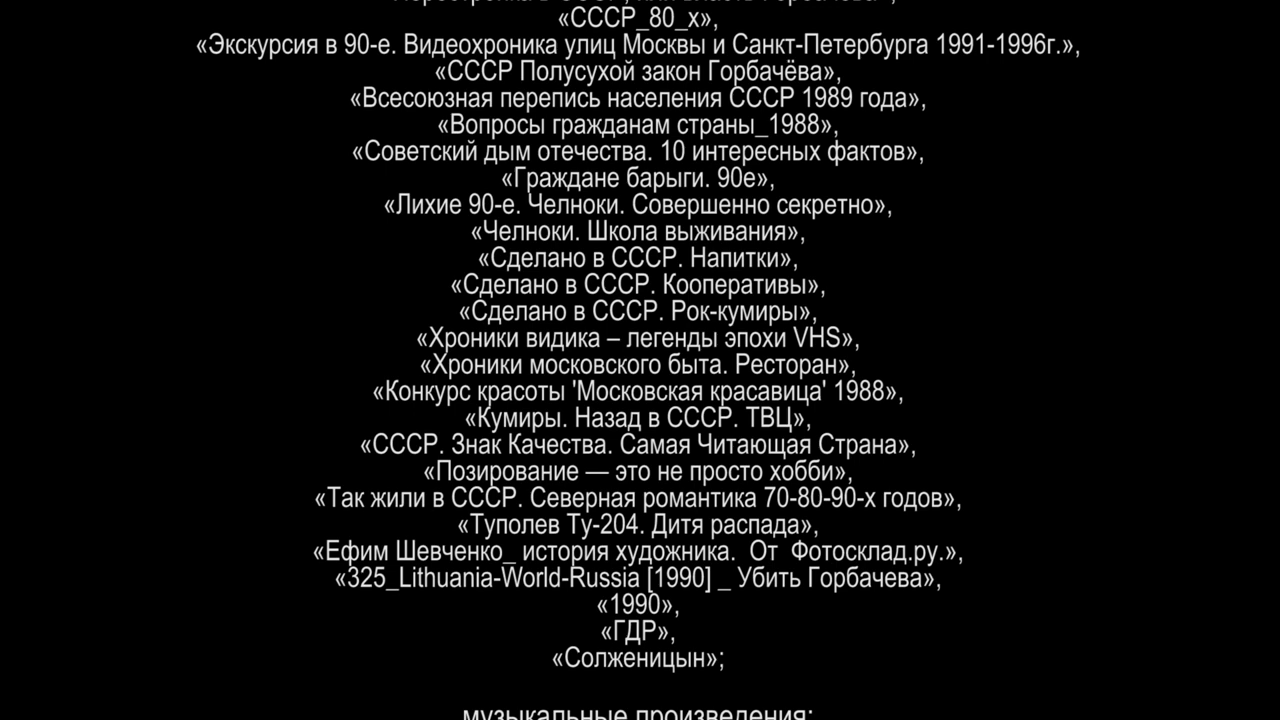 «СССР_80_х»,
«Экскурсия в 90-е. Видеохроника улиц Москвы и Санкт-Петербурга 1991-1996г.»,
«СССР Полусухой закон Горбачёва»,
«Всесоюзная перепись населения СССР 1989 года»,
«Вопросы гражданам страны_1988»,
«Советский дым отечества. 10 интересных фактов»,
«Граждане барыги. 90е»,
«Лихие 90-е. Челноки. Совершенно секретно»,
«Челноки. Школа выживания»,
«Сделано в СССР. Напитки»,
«Сделано в СССР. Кооперативы»,
«Сделано в СССР. Рок-кумиры»,
«Хроники видика – легенды эпохи VHS»,
«Хроники московского быта. Ресторан»,
«Конкурс красоты 'Московская красавица' 1988»,
«Кумиры. Назад в СССР. ТВЦ»,
«СССР. Знак Качества. Самая Читающая Страна»,
«Позирование — это не просто хобби»,
«Так жили в СССР. Северная романтика 70-80-90-х годов»,
«Туполев Ту-204. Дитя распада»,
«Ефим Шевченко_ история художника.  От  Фотосклад.ру.»,
«325_Lithuania-World-Russia [1990] _ Убить Горбачева»,
«1990»,
«ГДР»,
«Солженицын»;
музыкальные произведения: